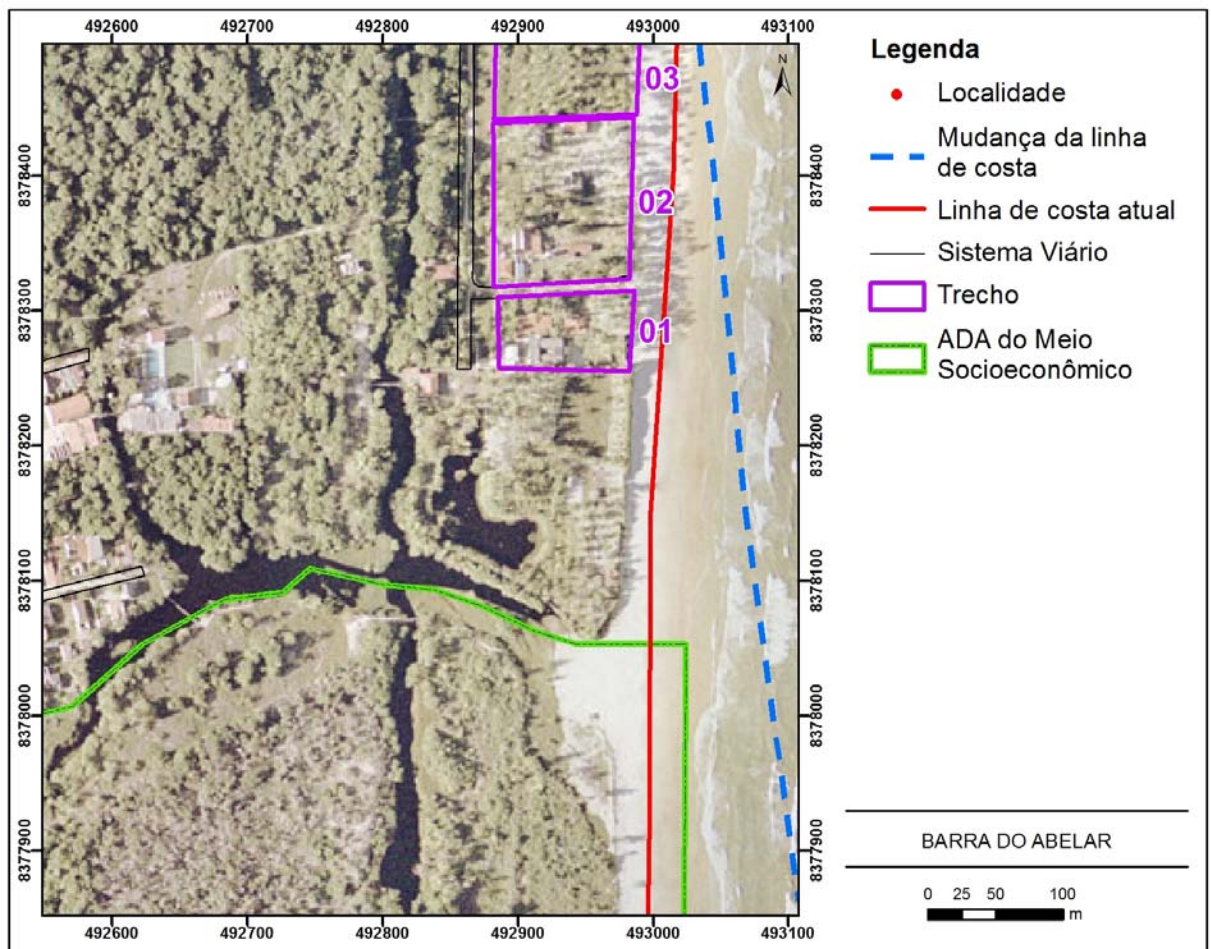 492600 492700 492800 492900 493000 493100
Legenda
Localidade
Mudança da linha
de costa
Linha de costa atual
Sistema Viário
Trecho
ADA do Meio
Socioeconômico
N
03
02
01
8378400
8378300
8378200
8378100
8378000
8377900
8378400
8378300
8378200
8378100
8378000
8377900
BARRA DO ABELAR
0 25 50 100
m
492600 492700 492800 492900 493000 493100